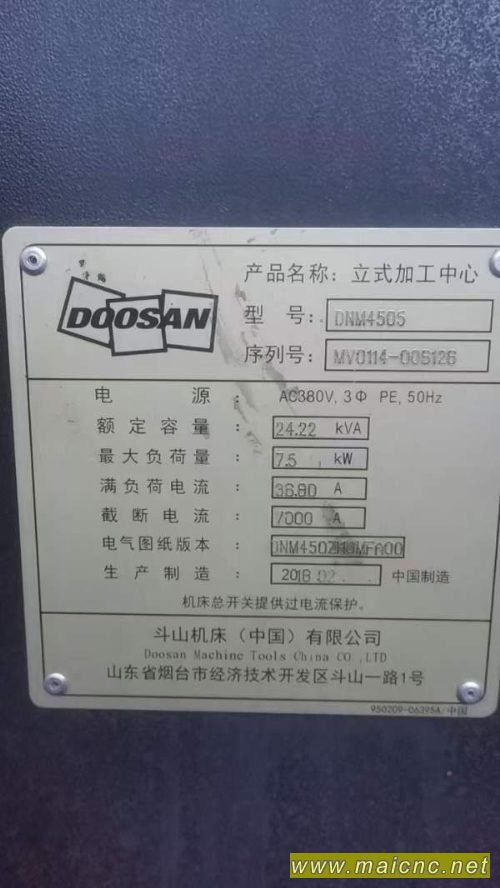 DOOSAN
产品名称: 立式加工中心
型 号: DNM4505
序列号: MV0114-006126
电 源 : AC380V, 3Φ PE, 50Hz
额定容量 : 24.22 kVA
最大负荷量 : 7.5 kW
满负荷电流 : 36.80 A
截断电流 : 7000 A
电气图纸版本 :
生产制造 : 2018.02 中国制造
机床总开关提供过电流保护。
斗山机床（中国）有限公司
Doosan Machine Tools China CO.,LTD
山东省烟台市经济技术开发区斗山一路1号
950209-06395A/中国
www.maicnc.net